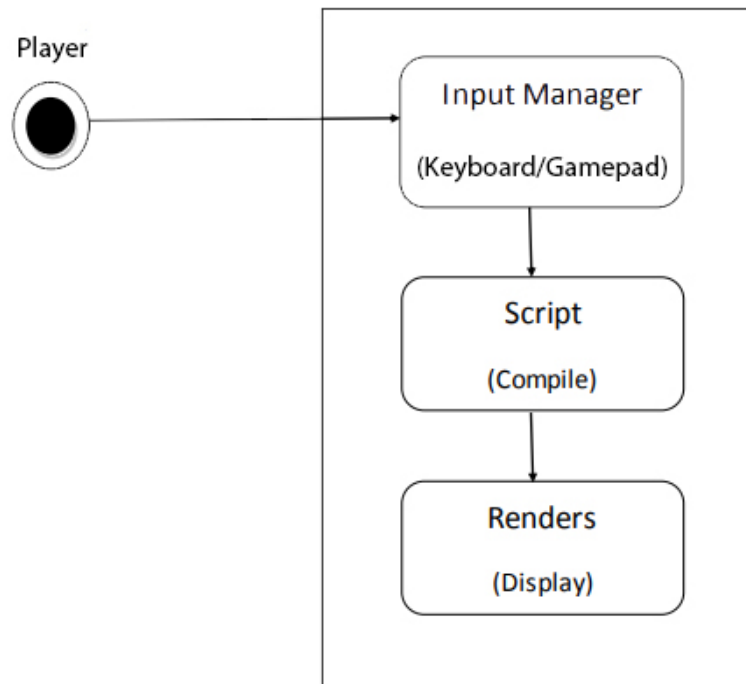 Player
Input Manager
(Keyboard/Gamepad)
Script
(Compile)
Renders
(Display)